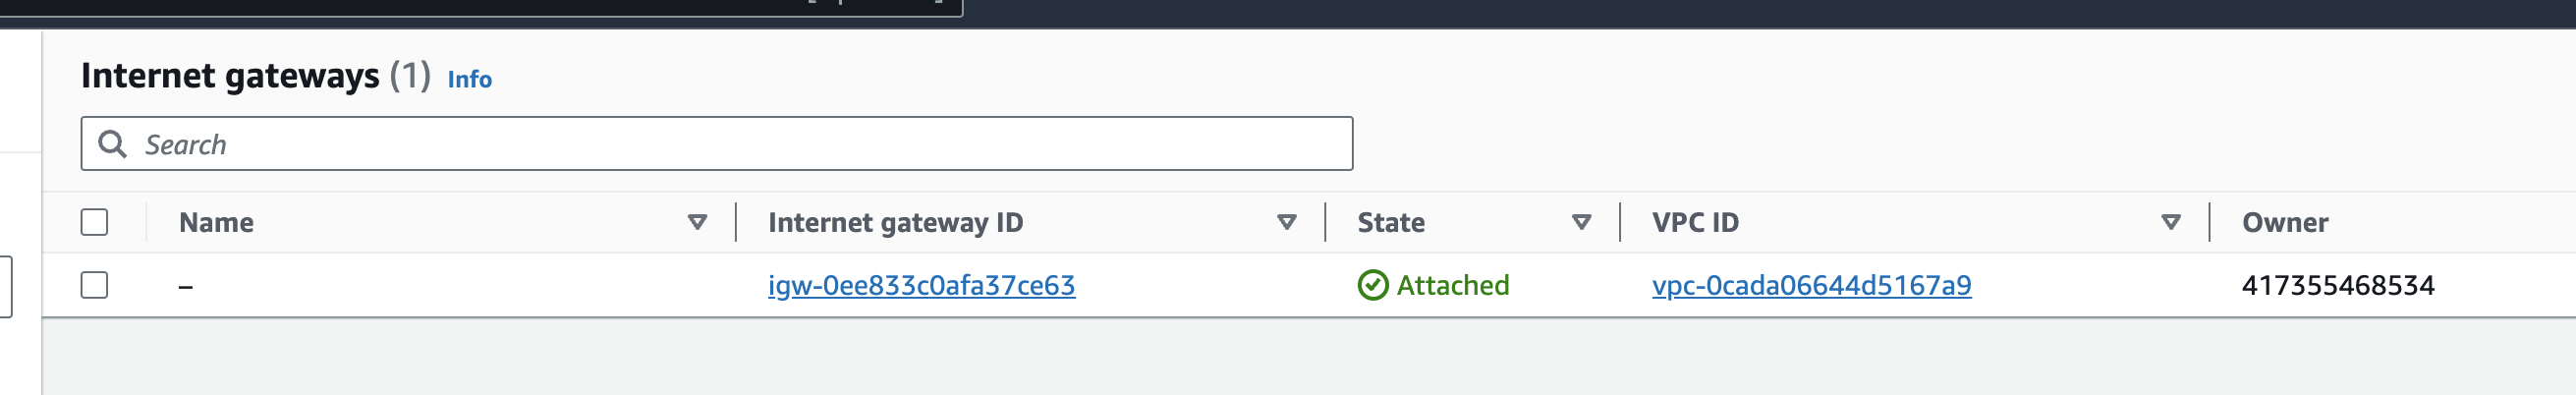 Internet gateways (1) Info
Search
Name Internet gateway ID State VPC ID Owner
– igw-0ee833c0afa37ce63 Attached vpc-0cada06644d5167a9 417355468534